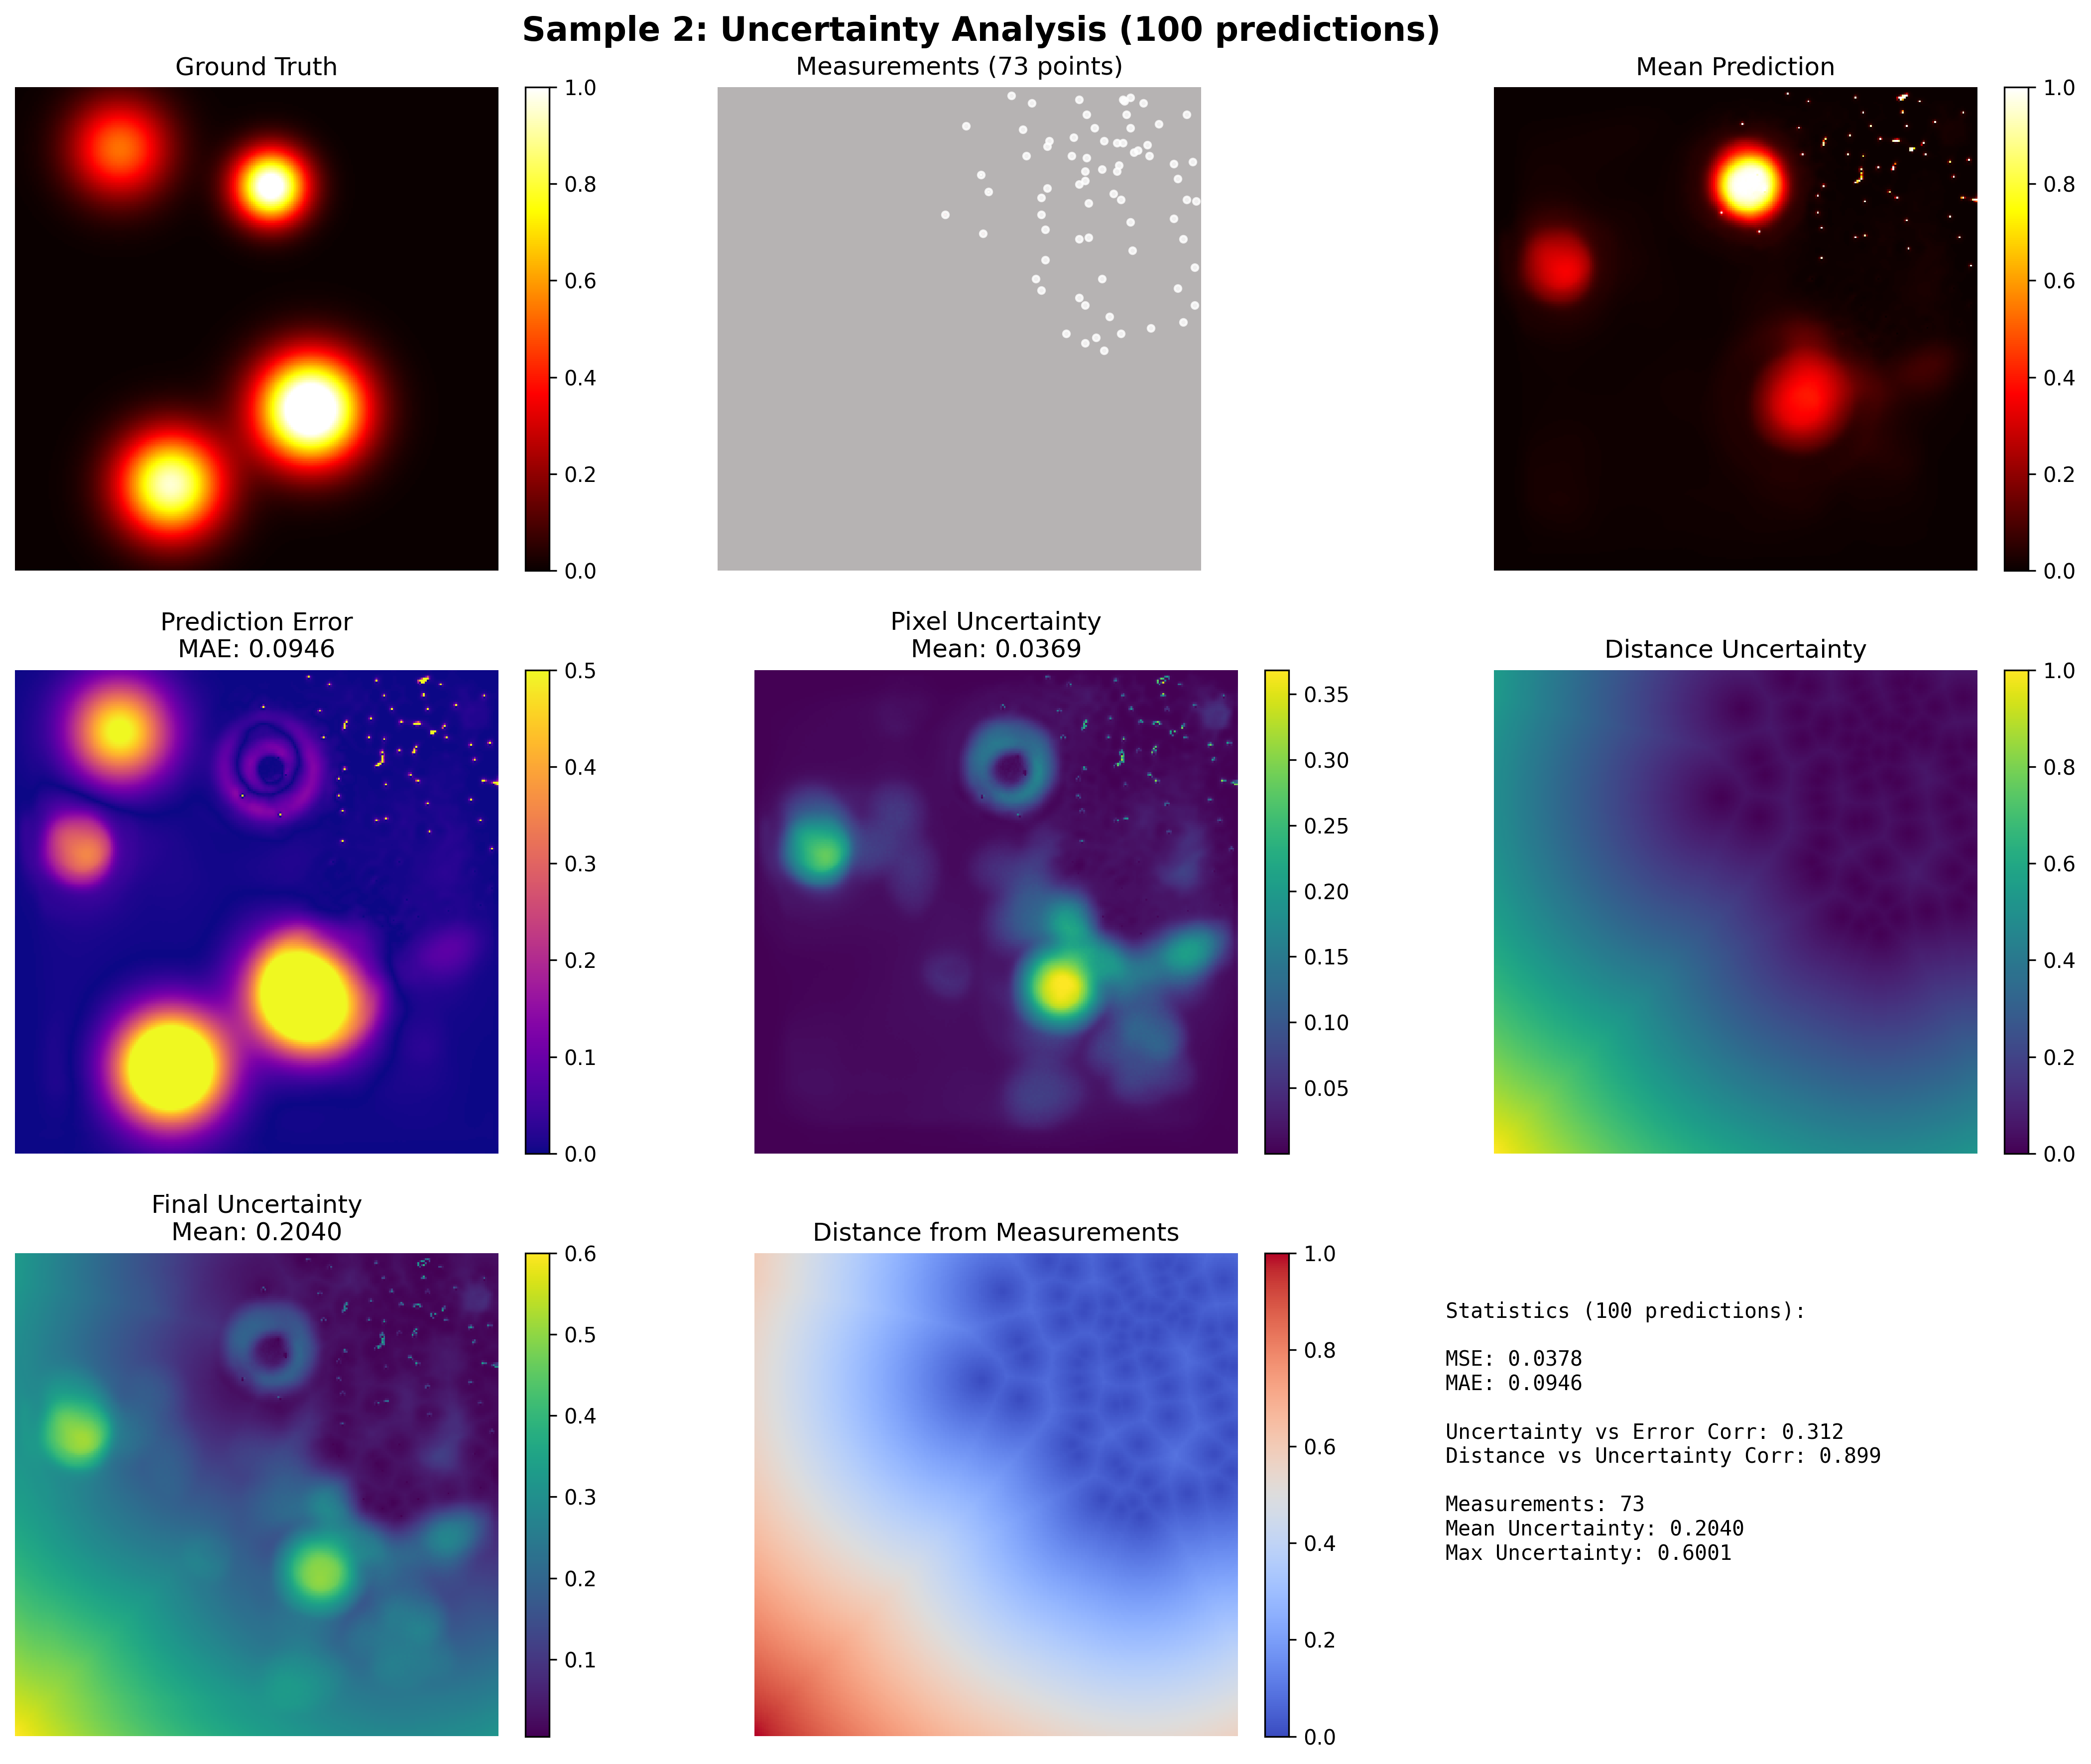 Sample 2: Uncertainty Analysis (100 predictions)
Ground Truth
1.0
0.8
0.6
0.4
0.2
0.0
Measurements (73 points)
Mean Prediction
1.0
0.8
0.6
0.4
0.2
0.0
Prediction Error
MAE: 0.0946
0.5
0.4
0.3
0.2
0.1
0.0
Pixel Uncertainty
Mean: 0.0369
0.35
0.30
0.25
0.20
0.15
0.10
0.05
Distance Uncertainty
1.0
0.8
0.6
0.4
0.2
0.0
Final Uncertainty
Mean: 0.2040
0.6
0.5
0.4
0.3
0.2
0.1
Distance from Measurements
1.0
0.8
0.6
0.4
0.2
0.0
Statistics (100 predictions):
MSE: 0.0378
MAE: 0.0946
Uncertainty vs Error Corr: 0.312
Distance vs Uncertainty Corr: 0.899
Measurements: 73
Mean Uncertainty: 0.2040
Max Uncertainty: 0.6001